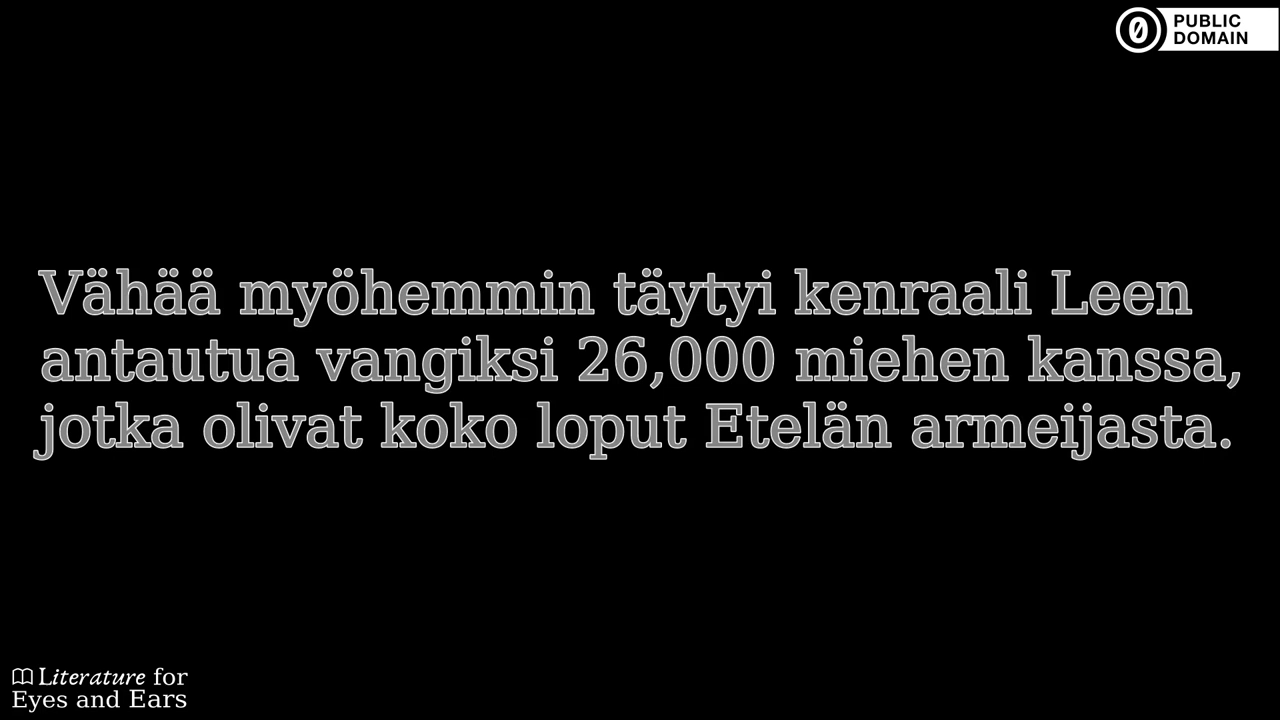 PUBLIC
DOMAIN
Vähää myöhemmin täytyi kenraali Leen
antautua vangiksi 26,000 miehen kanssa,
jotka olivat koko loput Etelän armeijasta.
Literature for
Eyes and Ears